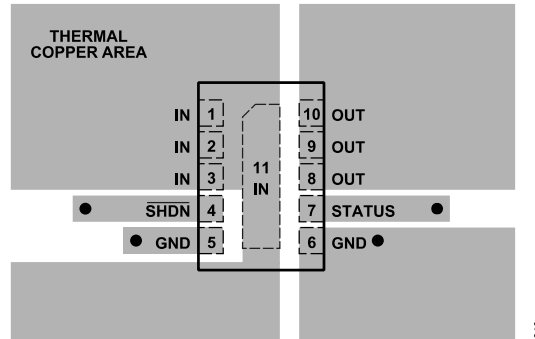 THERMAL
COPPER AREA
IN 1 10 OUT
IN 2 9 OUT
IN 3 11 IN 8 OUT
SHDN 4 7 STATUS
GND 5 6 GND